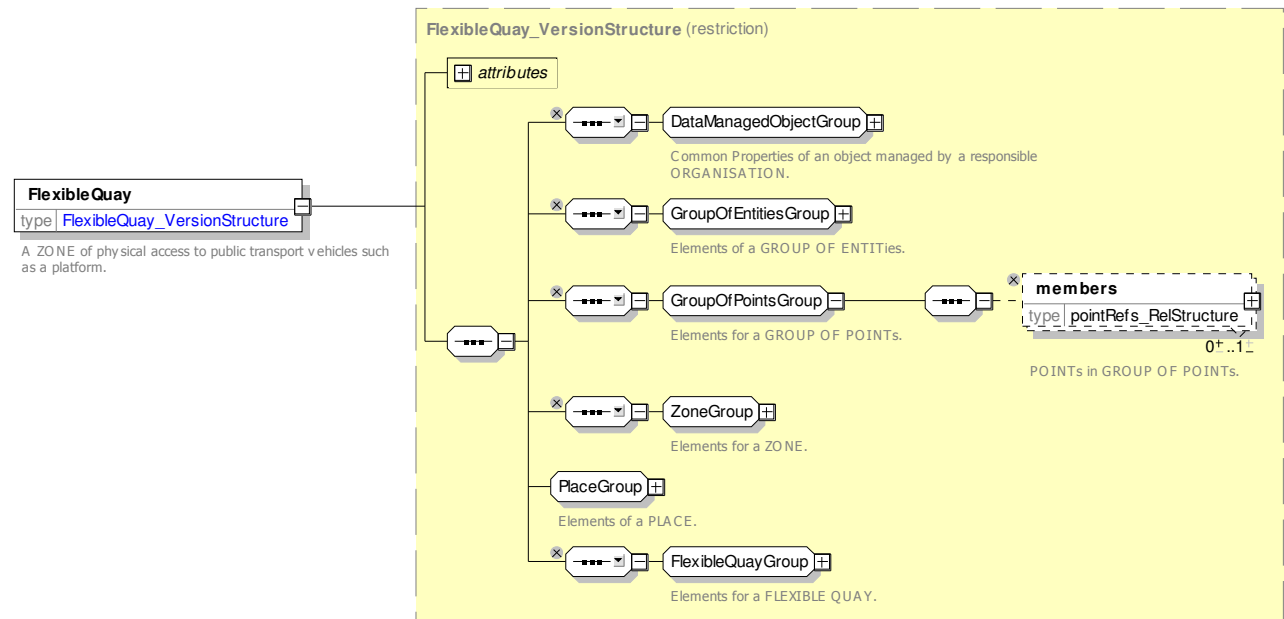 FlexibleQuay_VersionStructure (restriction)
attributes
DataManagedObjectGroup
Common Properties of an object managed by a responsible
ORGANISATION.
FlexibleQuay
type FlexibleQuay_VersionStructure
A ZONE of physical access to public transport vehicles such
as a platform.
GroupOfEntitiesGroup
Elements of a GROUP OF ENTITies.
GroupOfPointsGroup
Elements for a GROUP OF POINTs.
members
type pointRefs_RelStructure
0..1
POINTs in GROUP OF POINTs.
ZoneGroup
Elements for a ZONE.
PlaceGroup
Elements of a PLACE.
FlexibleQuayGroup
Elements for a FLEXIBLE QUAY.